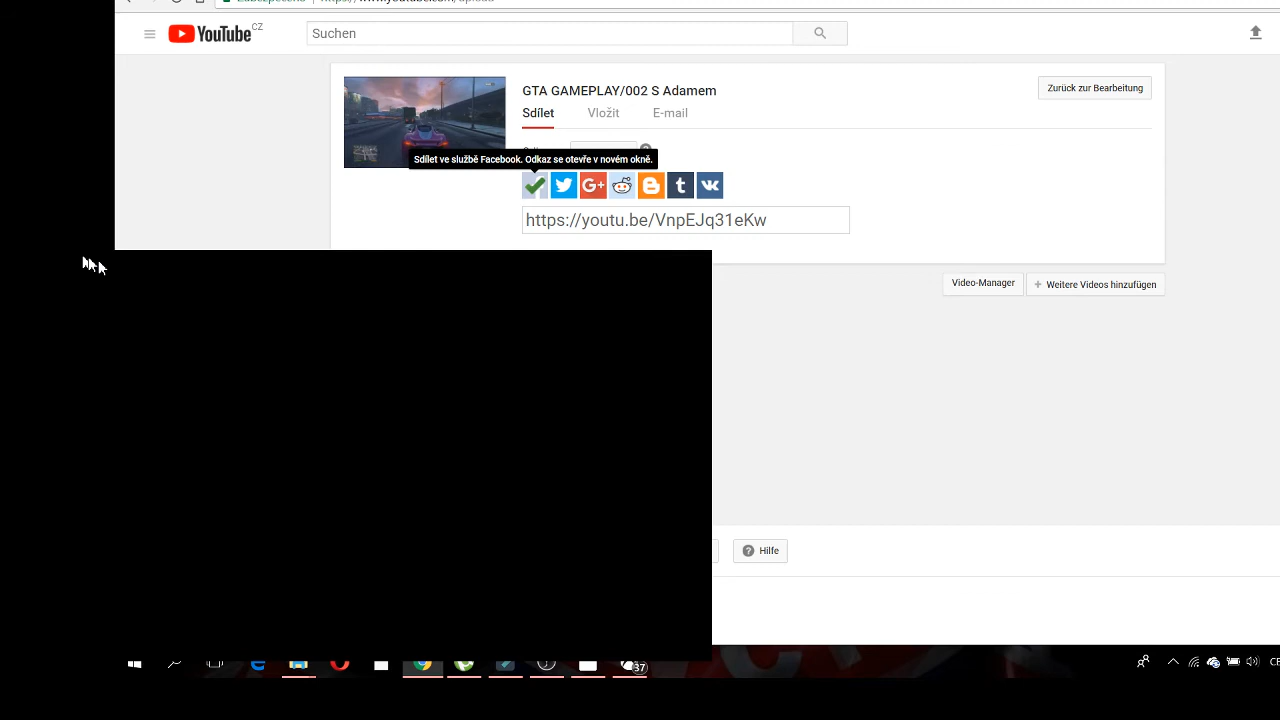 YouTube CZ
Suchen
GTA GAMEPLAY/002 S Adamem
Zurück zur Bearbeitung
Sdílet Vložit E-mail
Sdílet ve službě Facebook. Odkaz se otevře v novém okně.
https://youtu.be/VnpEJq31eKw
Video-Manager
+ Weitere Videos hinzufügen
Hilfe
37